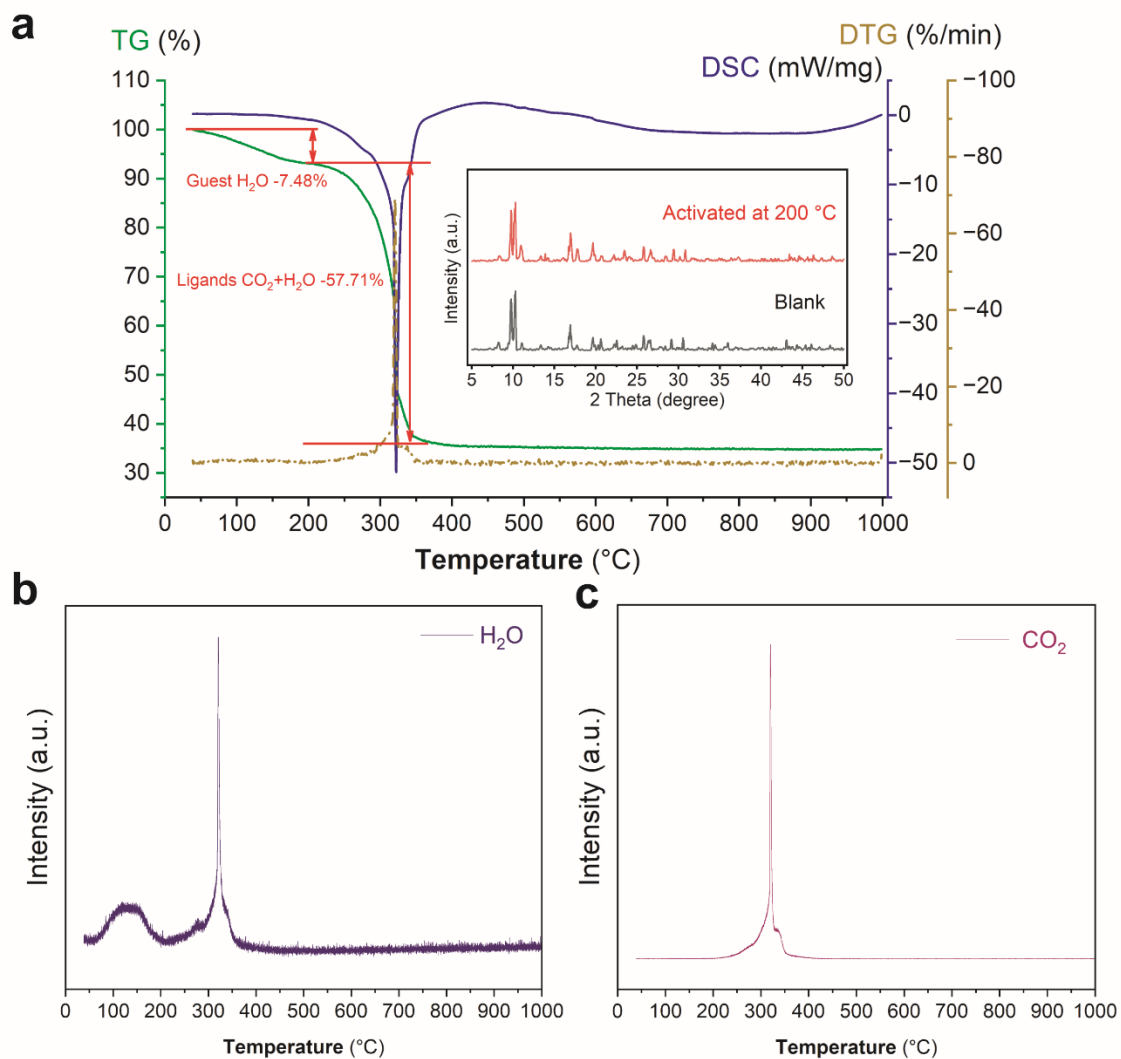 a
TG (%)
DTG (%/min)
DSC (mW/mg)
110
100
90
80
70
60
50
40
30
0
−10
−20
−30
−40
−50
−100
−80
−60
−40
−20
0
Guest H₂O -7.48%
Ligands CO₂+H₂O -57.71%
Intensity (a.u.)
Activated at 200 °C
Blank
5 10 15 20 25 30 35 40 45 50
2 Theta (degree)
0 100 200 300 400 500 600 700 800 900 1000
Temperature (°C)
b
H₂O
Intensity (a.u.)
0 100 200 300 400 500 600 700 800 900 1000
Temperature (°C)
c
CO₂
Intensity (a.u.)
0 100 200 300 400 500 600 700 800 900 1000
Temperature (°C)